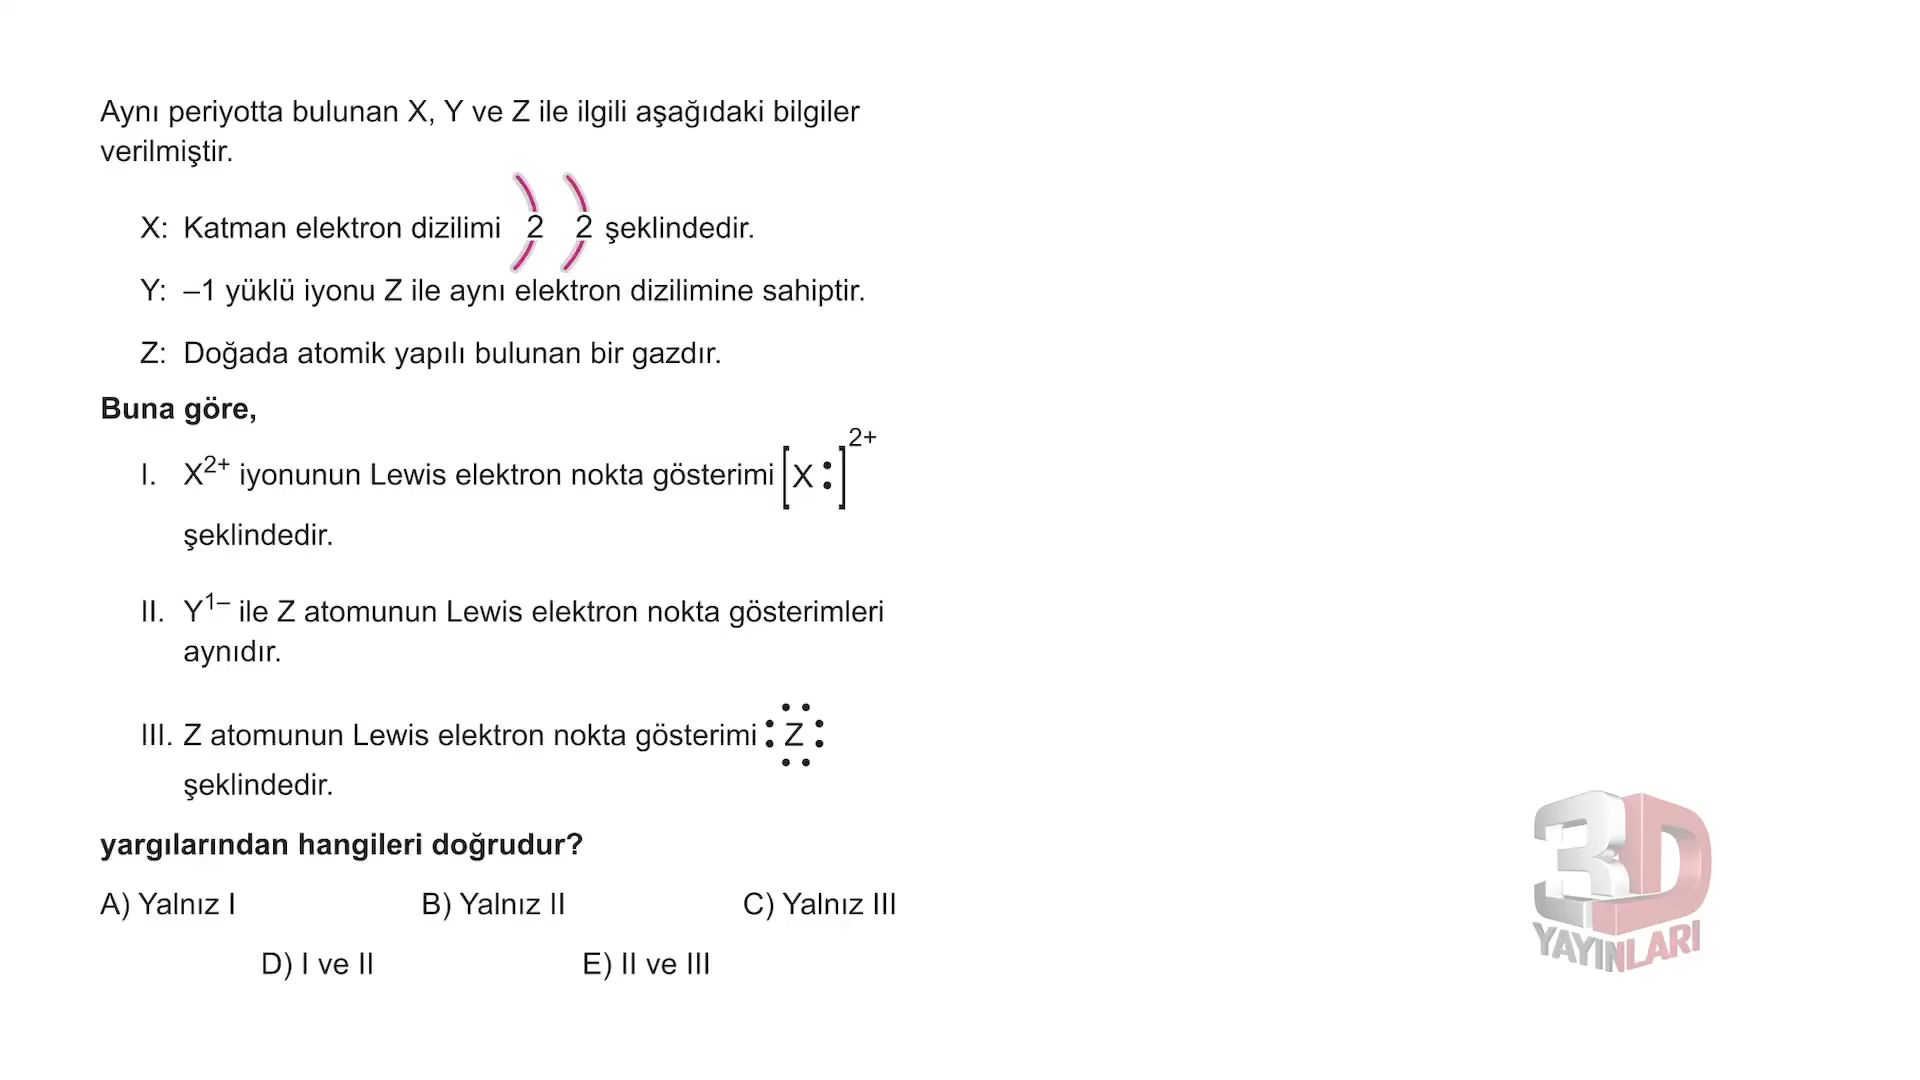 Aynı periyotta bulunan X, Y ve Z ile ilgili aşağıdaki bilgiler
verilmiştir.
X: Katman elektron dizilimi 2 2 şeklindedir.
Y: –1 yüklü iyonu Z ile aynı elektron dizilimine sahiptir.
Z: Doğada atomik yapılı bulunan bir gazdır.
Buna göre,
I. X²⁺ iyonunun Lewis elektron nokta gösterimi [X:]²⁺
şeklindedir.
II. Y¹⁻ ile Z atomunun Lewis elektron nokta gösterimleri
aynıdır.
III. Z atomunun Lewis elektron nokta gösterimi :Z:
şeklindedir.
yargılarından hangileri doğrudur?
A) Yalnız I B) Yalnız II C) Yalnız III
D) I ve II E) II ve III
3D
YAYINLARI